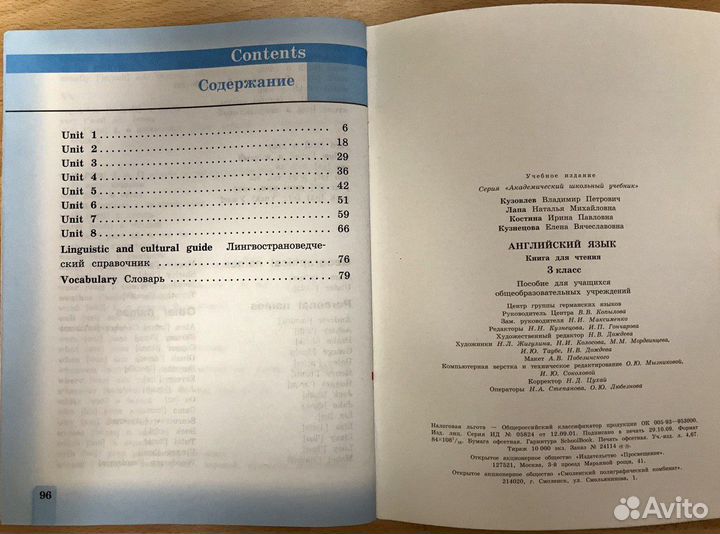 Contents
Содержание
Unit 1 6
Unit 2 18
Unit 3 29
Unit 4 36
Unit 5 42
Unit 6 51
Unit 7 59
Unit 8 66
Linguistic and cultural guide Лингвострановедче-
ский справочник 76
Vocabulary Словарь 79
96
Учебное издание
Серия «Академический школьный учебник»
Кузовлев Владимир Петрович
Лапа Наталья Михайловна
Костина Ирина Павловна
Кузнецова Елена Вячеславовна
АНГЛИЙСКИЙ ЯЗЫК
Книга для чтения
3 класс
Пособие для учащихся
общеобразовательных учреждений
Центр группы германских языков
Руководитель Центра В.В. Копылова
Зам. руководителя Н.И. Максименко
Редакторы Н.Н. Кузнецова, И.П. Гончарова
Художественный редактор Н.В. Дождева
Художники Н.Л. Жигулина, Н.И. Колосова, М.М. Мордвинцева,
И.Ю. Таубе, Н.В. Дождева
Макет А.В. Побелинского
Компьютерная верстка и техническое редактирование О.Ю. Мызниковой,
И.Ю. Соколовой
Корректор Н.Д. Цухай
Операторы Н.А. Степанова, О.Ю. Любезнова
Налоговая льгота — Общероссийский классификатор продукции ОК 005-93—953000.
Изд. лиц. Серия ИД № 05824 от 12.09.01. Подписано в печать 29.10.09. Формат
84×108 1/16. Бумага офсетная. Гарнитура SchoolBook. Печать офсетная. Уч.-изд. л. 4,67.
Тираж 10 000 экз. Заказ № 24114
Открытое акционерное общество «Издательство «Просвещение».
127521, Москва, 3-й проезд Марьиной рощи, 41.
Открытое акционерное общество «Смоленский полиграфический комбинат».
214020, г. Смоленск, ул. Смольянинова, 1.
Avito